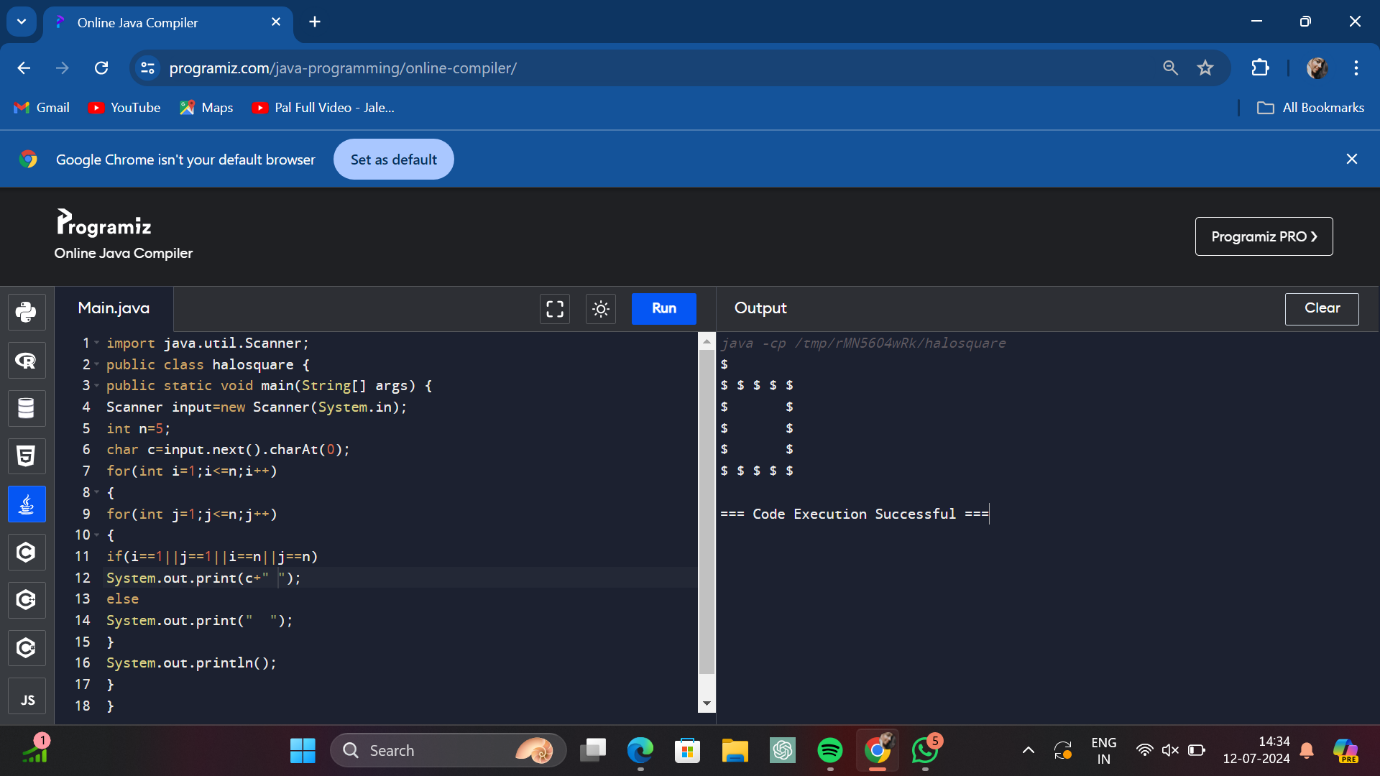 Online Java Compiler
programiz.com/java-programming/online-compiler/
Gmail YouTube Maps Pal Full Video - Jale... All Bookmarks
Google Chrome isn't your default browser Set as default
Programiz
Online Java Compiler
Programiz PRO
Main.java Run Output Clear
1 import java.util.Scanner;
2 public class halosquare {
3 public static void main(String[] args) {
4 Scanner input=new Scanner(System.in);
5 int n=5;
6 char c=input.next().charAt(0);
7 for(int i=1;i<=n;i++)
8 {
9 for(int j=1;j<=n;j++)
10 {
11 if(i==1||j==1||i==n||j==n)
12 System.out.print(c+" ");
13 else
14 System.out.print("  ");
15 }
16 System.out.println();
17 }
18 }
java -cp /tmp/rMN5604wRk/halosquare
$
$ $ $ $ $
$       $
$       $
$       $
$ $ $ $ $
=== Code Execution Successful ===
JS
1
Search
5
ENG
IN
14:34
12-07-2024
PRE